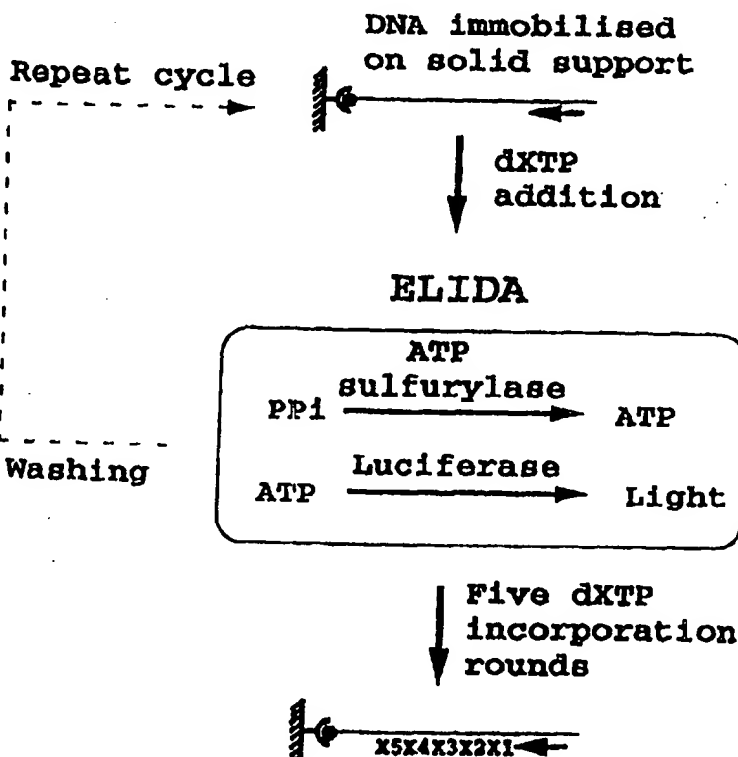 DNA immobilised
on solid support
Repeat cycle
dXTP
addition
ELIDA
ATP
sulfurylase
PPi
ATP
Luciferase
ATP
Light
Washing
Five dXTP
incorporation
rounds
X5X4X3X2X1